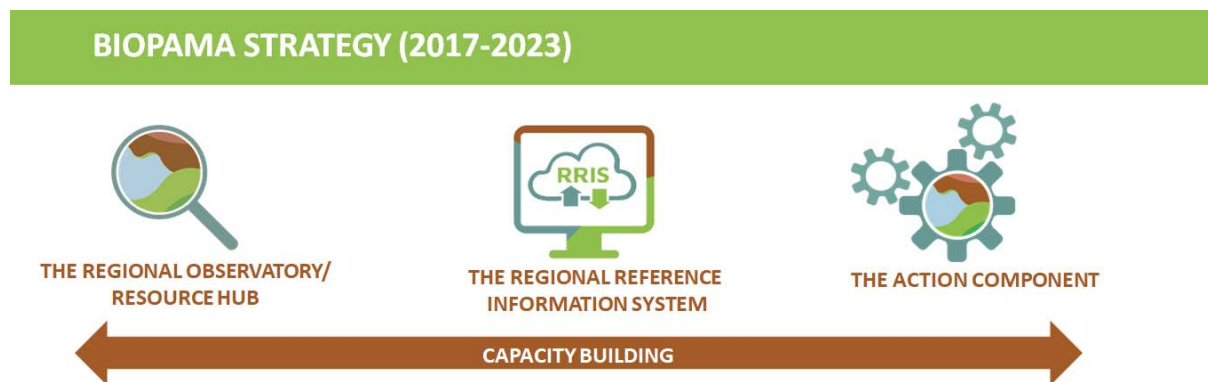 BIOPAMA STRATEGY (2017-2023)
RRIS
THE REGIONAL OBSERVATORY/
RESOURCE HUB
THE REGIONAL REFERENCE
INFORMATION SYSTEM
THE ACTION COMPONENT
CAPACITY BUILDING